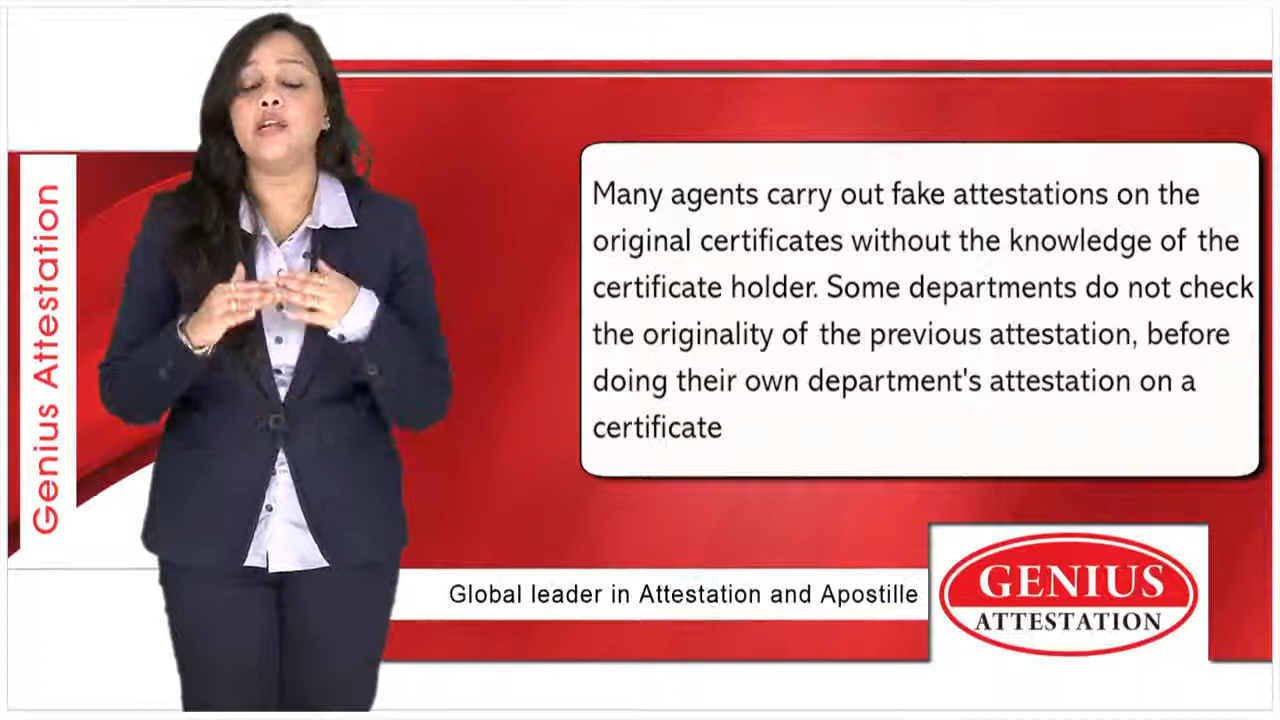 Genius Attestation
Many agents carry out fake attestations on the
original certificates without the knowledge of the
certificate holder. Some departments do not check
the originality of the previous attestation, before
doing their own department's attestation on a
certificate
Global leader in Attestation and Apostille
GENIUS
ATTESTATION